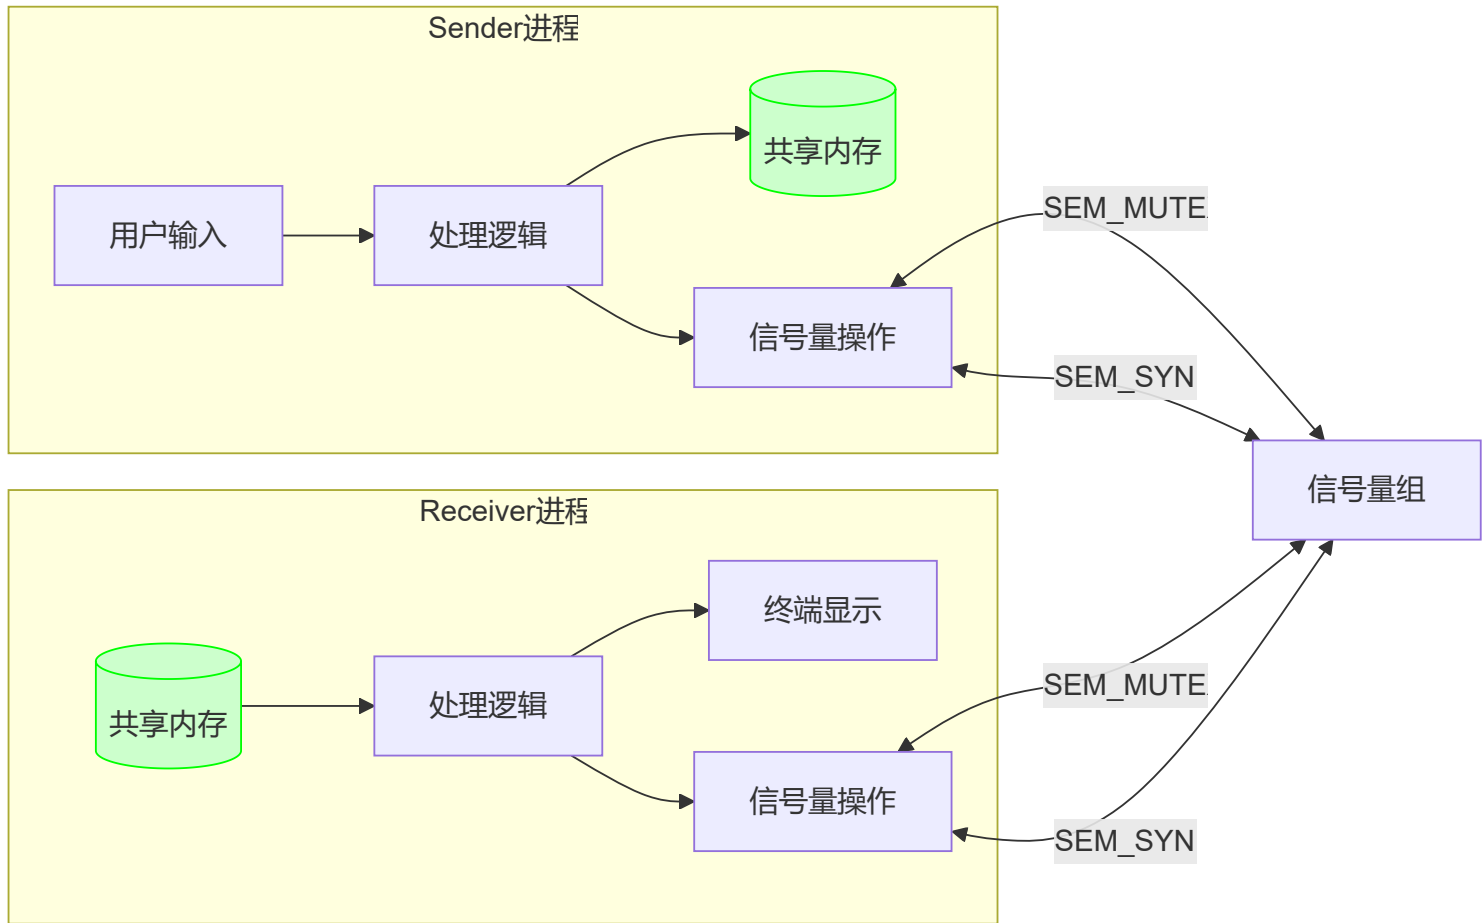 Sender进程
共享内存
用户输入
处理逻辑
信号量操作
SEM_MUTE
SEM_SYN
信号量组
Receiver进程
终端显示
共享内存
处理逻辑
信号量操作
SEM_MUTE
SEM_SYN